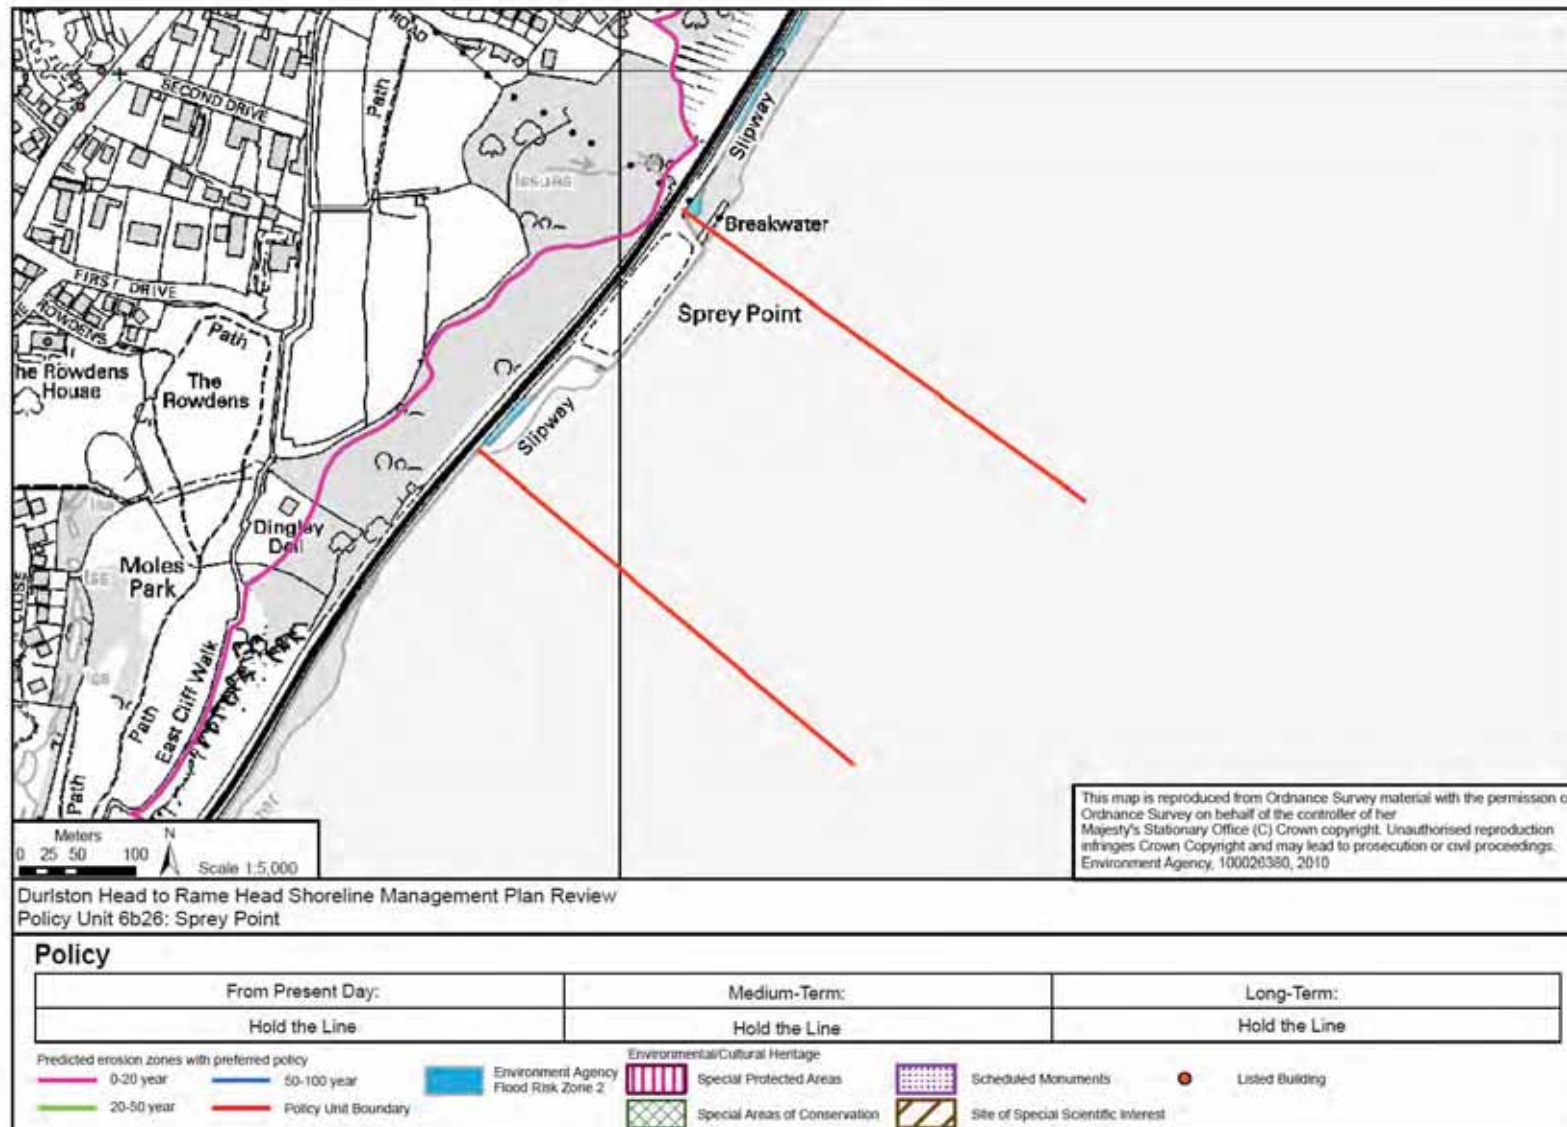 ROAD
SECOND DRIVE
Path
Slipway
Issues
Breakwater
FIRST DRIVE
ROWDENS
Sprey Point
Path
The Rowdens
House
The
Rowdens
Slipway
Dingley
Dell
Moles
Park
East Cliff Walk
Path
Path
Meters
0 25 50 100
N
Scale 1:5,000
This map is reproduced from Ordnance Survey material with the permission o
Ordnance Survey on behalf of the controller of her
Majesty's Stationary Office (C) Crown copyright. Unauthorised reproduction
infringes Crown Copyright and may lead to prosecution or civil proceedings.
Environment Agency, 100026380, 2010
Durlston Head to Rame Head Shoreline Management Plan Review
Policy Unit 6b26: Sprey Point
Policy
From Present Day: Medium-Term: Long-Term:
Hold the Line Hold the Line Hold the Line
Predicted erosion zones with preferred policy
0-20 year
50-100 year
20-50 year
Policy Unit Boundary
Environment Agency
Flood Risk Zone 2
Environmental/Cultural Heritage
Special Protected Areas
Scheduled Monuments
Listed Building
Special Areas of Conservation
Site of Special Scientific Interest